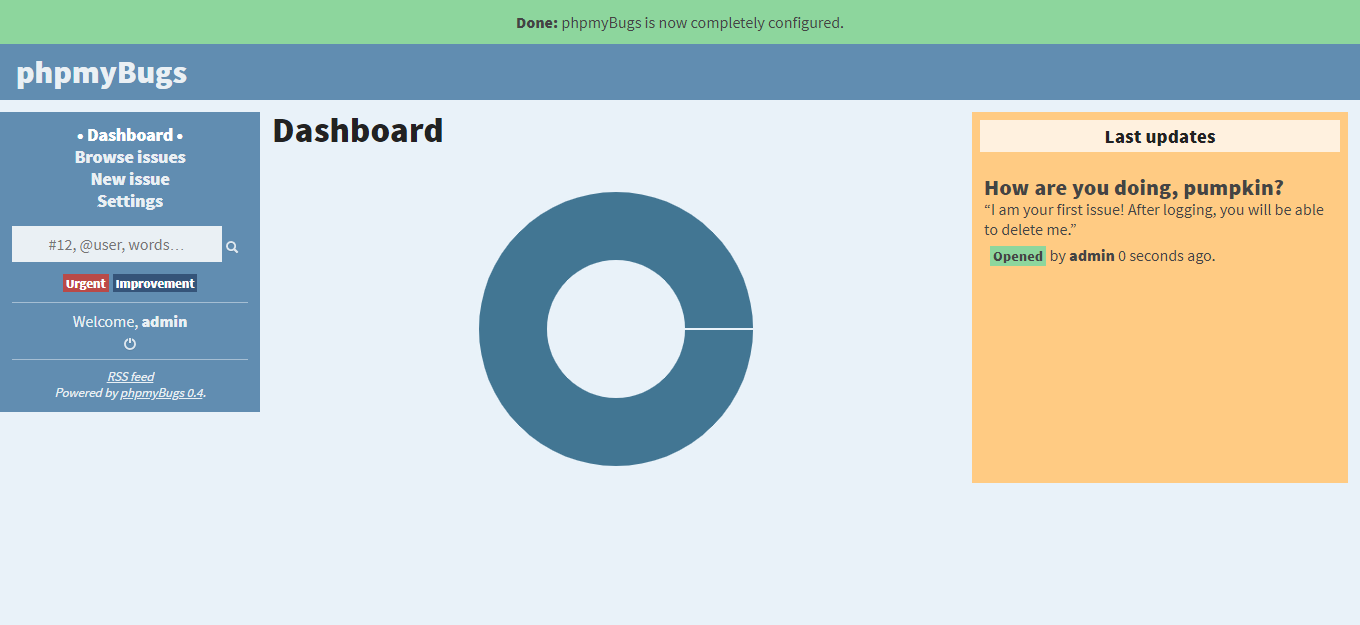 Done: phpmyBugs is now completely configured.
phpmyBugs
• Dashboard •
Browse issues
New issue
Settings
#12, @user, words…
Urgent Improvement
Welcome, admin
RSS feed
Powered by phpmyBugs 0.4.
Dashboard
Last updates
How are you doing, pumpkin?
“I am your first issue! After logging, you will be able
to delete me.”
Opened by admin 0 seconds ago.